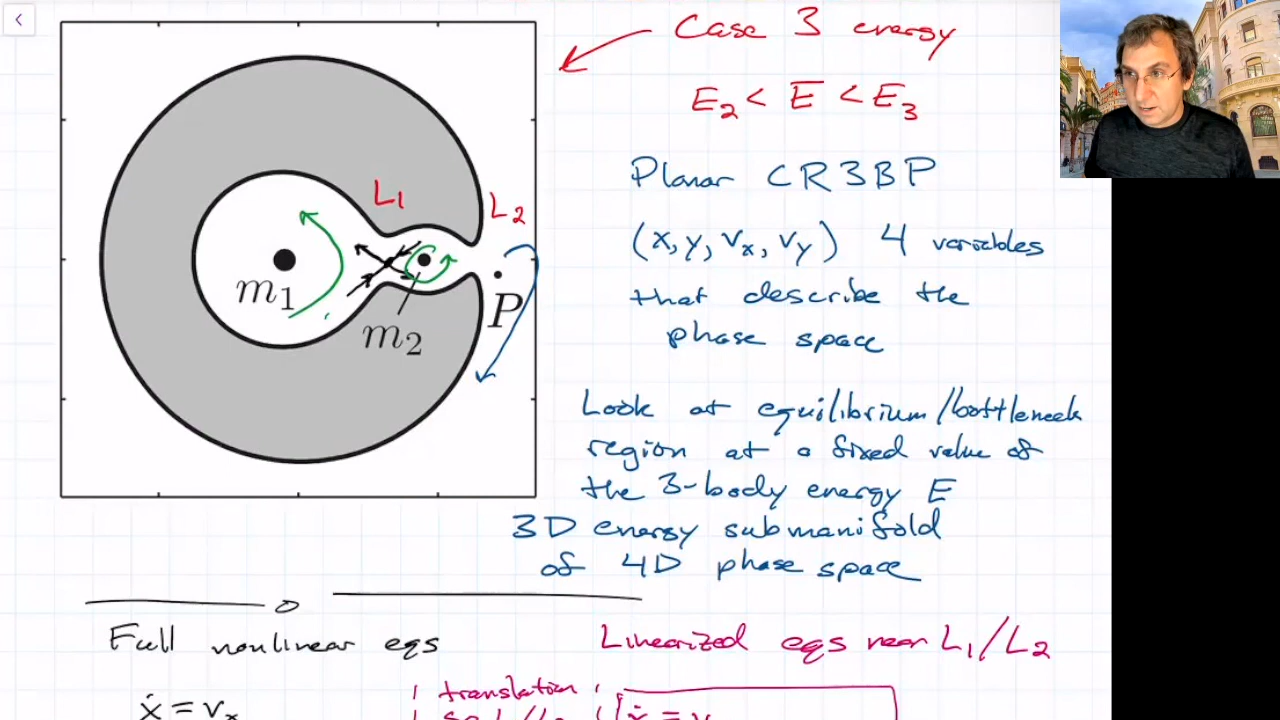 Case 3 energy
E2 < E < E3
Planar CR3BP
(x, y, vx, vy) 4 variables
that describe the
phase space
L1
L2
m1
m2
P
Look at equilibrium/bottleneck
region at a fixed value of
the 3-body energy E
3D energy submanifold
of 4D phase space
Full nonlinear eqs
Linearized eqs near L1/L2
translation
ẋ = vx